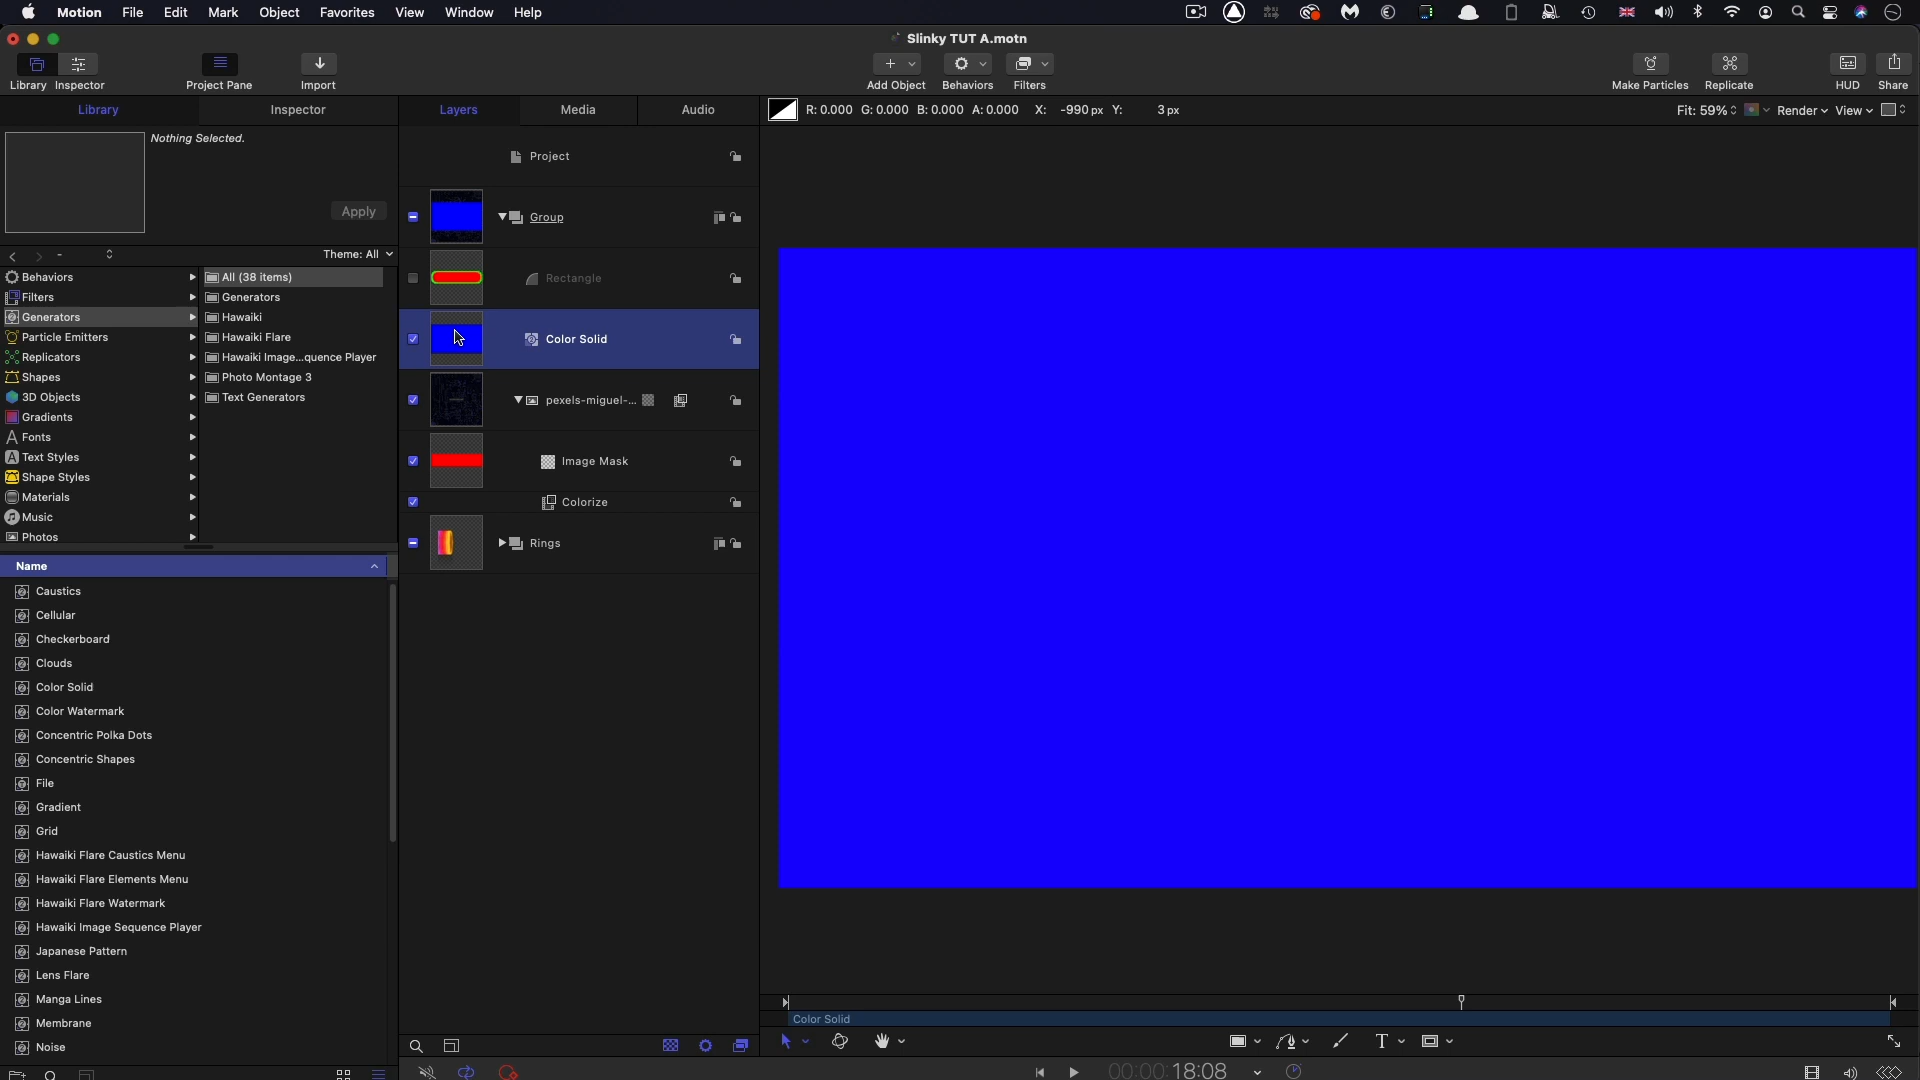 Motion File Edit Mark Object Favorites View Window Help
Slinky TUT A.motn
Library Inspector Project Pane Import Add Object Behaviors Filters Make Particles Replicate HUD Share
Library Inspector Layers Media Audio R: 0.000 G: 0.000 B: 0.000 A: 0.000 X: -990 px Y: 3 px Fit: 59% Render View
Nothing Selected.
Apply
Theme: All
Behaviors
Filters
Generators
Particle Emitters
Replicators
Shapes
3D Objects
Gradients
Fonts
Text Styles
Shape Styles
Materials
Music
Photos
All (38 items)
Generators
Hawaiki
Hawaiki Flare
Hawaiki Image...quence Player
Photo Montage 3
Text Generators
Name
Caustics
Cellular
Checkerboard
Clouds
Color Solid
Color Watermark
Concentric Polka Dots
Concentric Shapes
File
Gradient
Grid
Hawaiki Flare Caustics Menu
Hawaiki Flare Elements Menu
Hawaiki Flare Watermark
Hawaiki Image Sequence Player
Japanese Pattern
Lens Flare
Manga Lines
Membrane
Noise
Project
Group
Rectangle
Color Solid
pexels-miguel-...
Image Mask
Colorize
Rings
Color Solid
00:00:18:08